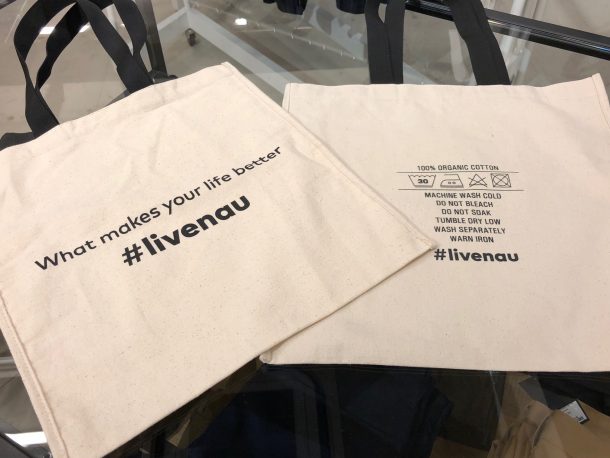 What makes your life better
#livenau
100% ORGANIC COTTON
30
MACHINE WASH COLD
DO NOT BLEACH
DO NOT SOAK
TUMBLE DRY LOW
WASH SEPARATELY
WARN IRON
#livenau